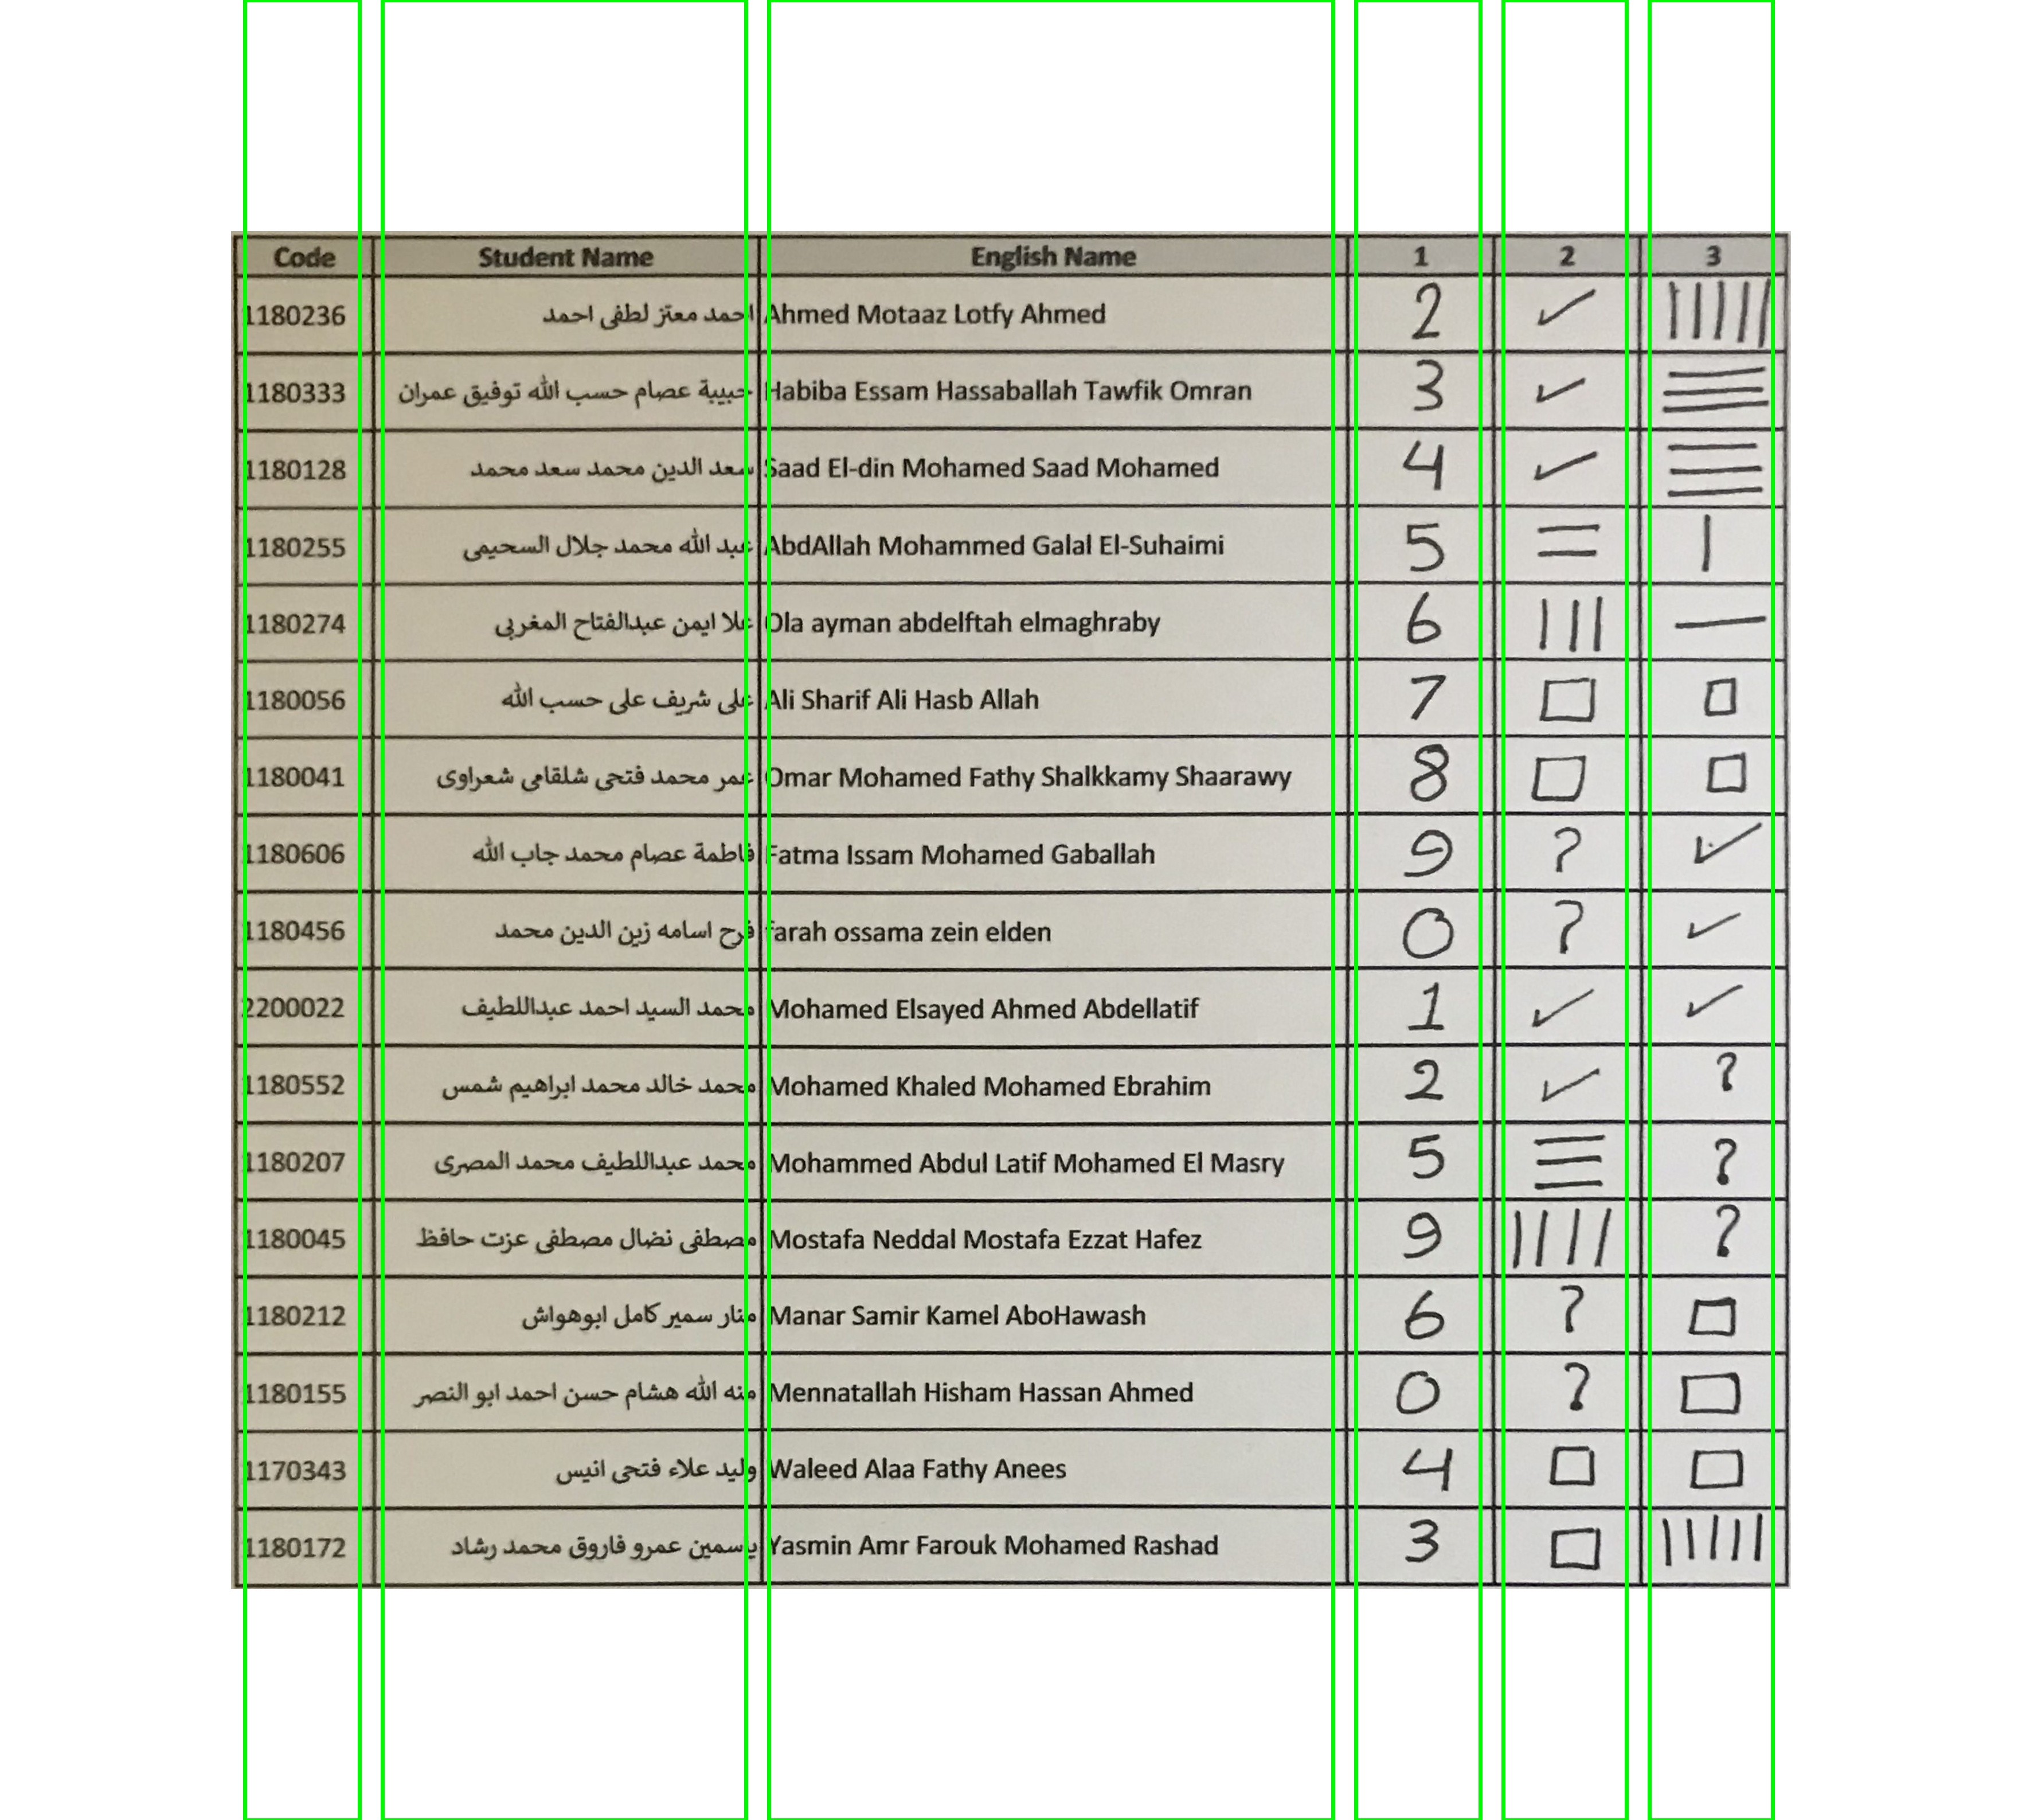 Code Student Name English Name 1 2 3
1180236 احمد معتز لطفى احمد Ahmed Motaaz Lotfy Ahmed 2 ✓ |||||
1180333 حبيبة عصام حسب الله توفيق عمران Habiba Essam Hassaballah Tawfik Omran 3 ✓ ☰
1180128 سعد الدين محمد سعد محمد Saad El-din Mohamed Saad Mohamed 4 ✓ ☰
1180255 عبد الله محمد جلال السحيمى AbdAllah Mohammed Galal El-Suhaimi 5 = |
1180274 علا ايمن عبدالفتاح المغربى Ola ayman abdelftah elmaghraby 6 ||| —
1180056 على شريف على حسب الله Ali Sharif Ali Hasb Allah 7 □ □
1180041 عمر محمد فتحى شلقامى شعراوى Omar Mohamed Fathy Shalkkamy Shaarawy 8 □ □
1180606 فاطمة عصام محمد جاب الله Fatma Issam Mohamed Gaballah 9 ? ✓
1180456 فرح اسامه زين الدين محمد farah ossama zein elden 0 ? ✓
2200022 محمد السيد احمد عبداللطيف Mohamed Elsayed Ahmed Abdellatif 1 ✓ ✓
1180552 محمد خالد محمد ابراهيم شمس Mohamed Khaled Mohamed Ebrahim 2 ✓ ?
1180207 محمد عبداللطيف محمد المصرى Mohammed Abdul Latif Mohamed El Masry 5 ☰ ?
1180045 مصطفى نضال مصطفى عزت حافظ Mostafa Neddal Mostafa Ezzat Hafez 9 |||| ?
1180212 منار سمير كامل ابوهواش Manar Samir Kamel AboHawash 6 ? □
1180155 منه الله هشام حسن احمد ابو النصر Mennatallah Hisham Hassan Ahmed 0 ? □
1170343 وليد علاء فتحى انيس Waleed Alaa Fathy Anees 4 □ □
1180172 ياسمين عمرو فاروق محمد رشاد Yasmin Amr Farouk Mohamed Rashad 3 □ |||||